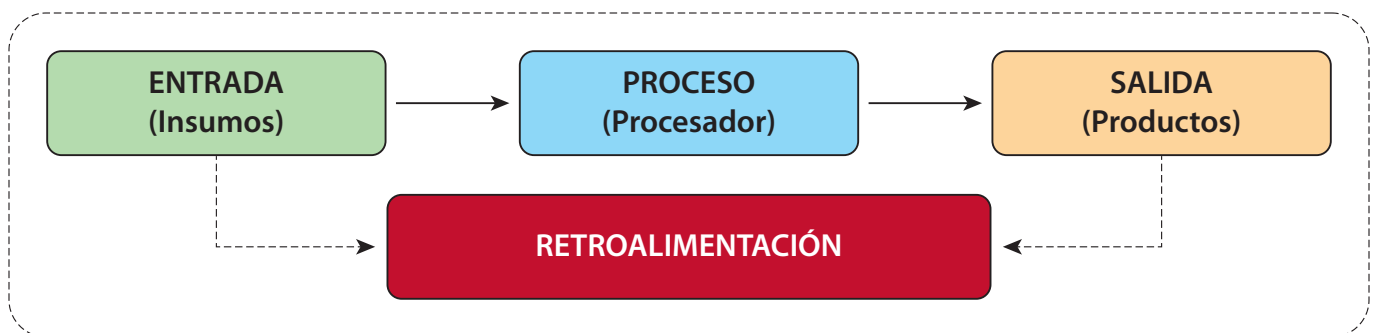 ENTRADA
(Insumos)
PROCESO
(Procesador)
SALIDA
(Productos)
RETROALIMENTACIÓN